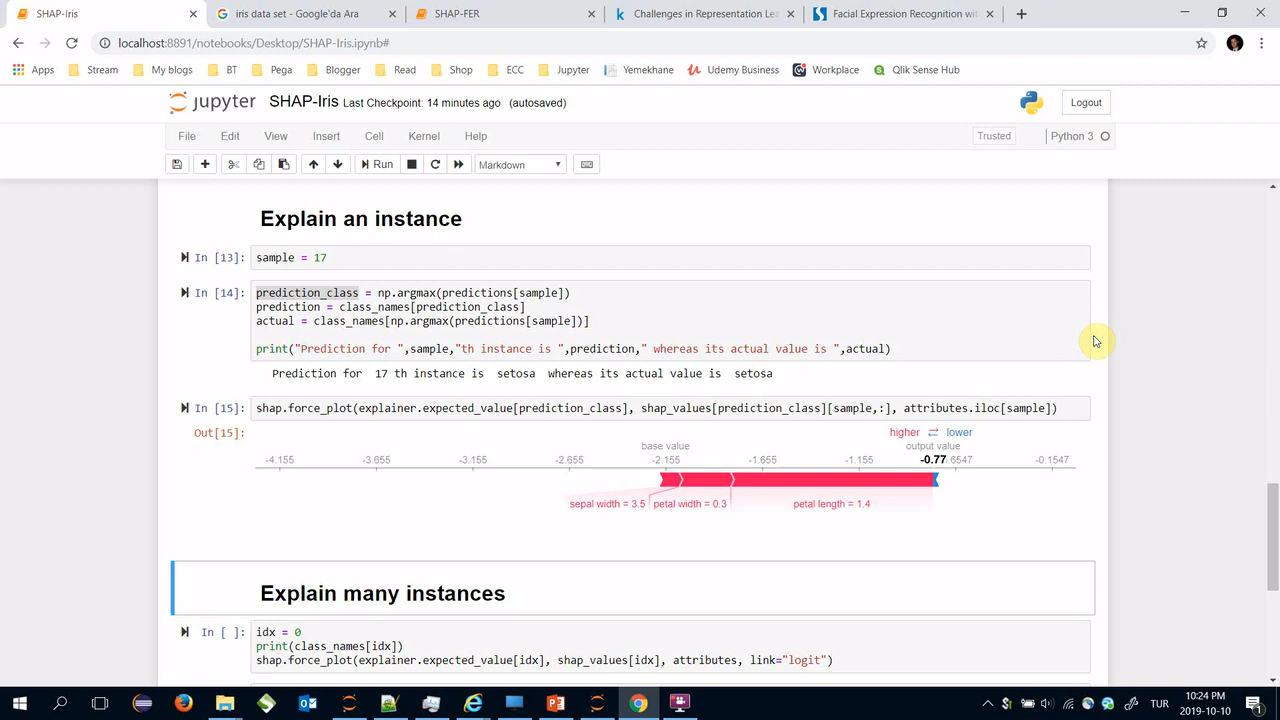 SHAP-Iris
iris data set - Google'da Ara
SHAP-FER
Challenges in Representation Lea
Facial Expression Recognition wit
localhost:8891/notebooks/Desktop/SHAP-Iris.ipynb#
Apps Stream My blogs BT Pega Blogger Read Shop ECC Jupyter Yemekhane Udemy Business Workplace Qlik Sense Hub
jupyter SHAP-Iris Last Checkpoint: 14 minutes ago (autosaved) Logout
File Edit View Insert Cell Kernel Help Trusted Python 3
Run Markdown
Explain an instance
In [13]: sample = 17
In [14]: prediction_class = np.argmax(predictions[sample])
prediction = class_names[prediction_class]
actual = class_names[np.argmax(predictions[sample])]
print("Prediction for ",sample,"th instance is ",prediction," whereas its actual value is ",actual)
Prediction for 17 th instance is setosa whereas its actual value is setosa
In [15]: shap.force_plot(explainer.expected_value[prediction_class], shap_values[prediction_class][sample,:], attributes.iloc[sample])
Out[15]: higher ⇄ lower
base value output value
-4.155 -3.655 -3.155 -2.655 -2.155 -1.655 -1.155 -0.77 .6547 -0.1547
sepal width = 3.5 petal width = 0.3 petal length = 1.4
Explain many instances
In [ ]: idx = 0
print(class_names[idx])
shap.force_plot(explainer.expected_value[idx], shap_values[idx], attributes, link="logit")
TUR
10:24 PM
2019-10-10